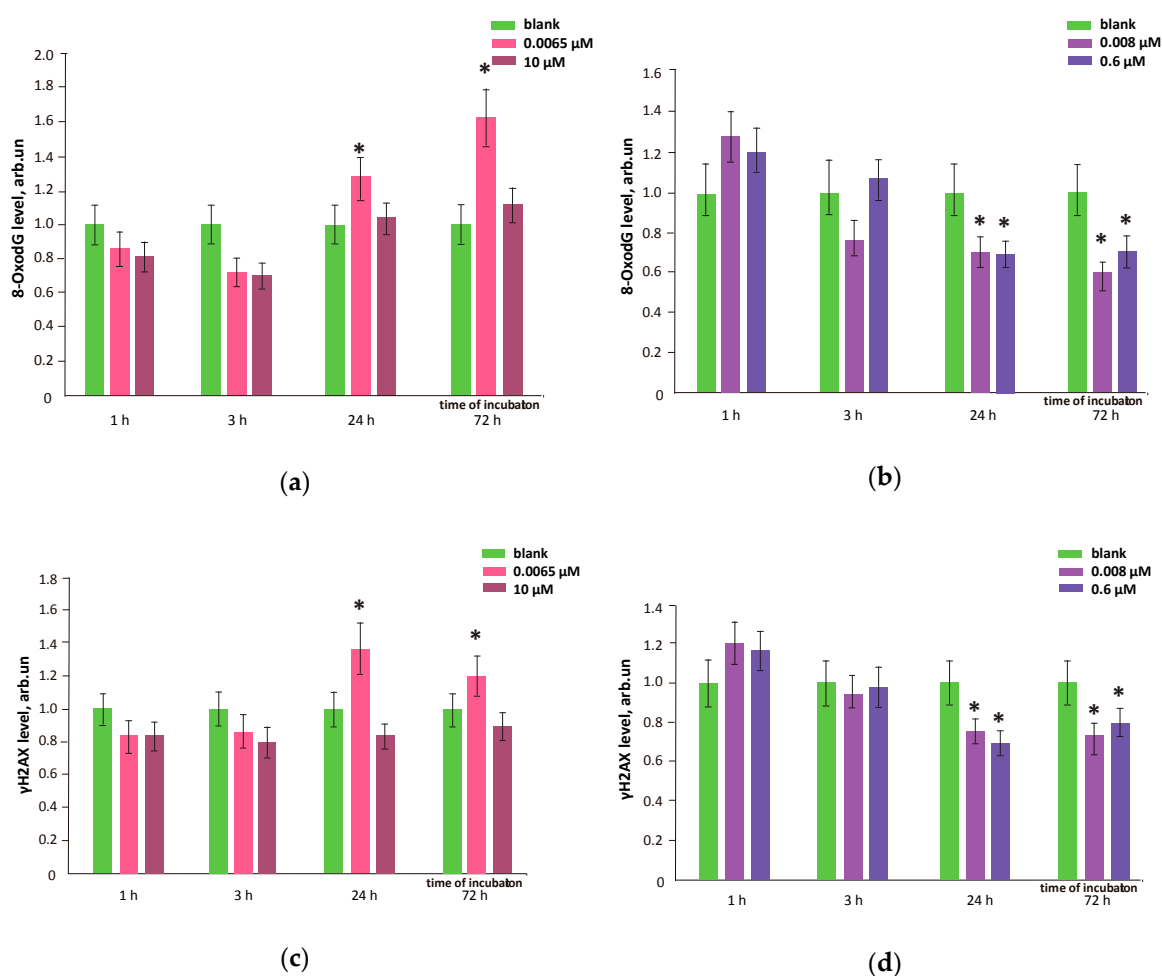 blank
0.0065 µM
10 µM
8-OxodG level, arb.un
2.0
*
1.8
1.6
*
1.4
1.2
1.0
0.8
0.6
0.4
0.2
0
time of incubaton
1 h 3 h 24 h 72 h
(a)
blank
0.008 µM
0.6 µM
8-OxodG level, arb.un
1.6
1.4
1.2
1.0
0.8
* * * *
0.6
0.4
0.2
0
time of incubaton
1 h 3 h 24 h 72 h
(b)
blank
0.0065 µM
10 µM
γH2AX level, arb.un
1.8
1.6
*
1.4
*
1.2
1.0
0.8
0.6
0.4
0.2
0
time of incubaton
1 h 3 h 24 h 72 h
(c)
blank
0.008 µM
0.6 µM
γH2AX level, arb.un
1.4
1.2
1.0
* * * *
0.8
0.6
0.4
0.2
0
time of incubaton
1 h 3 h 24 h 72 h
(d)